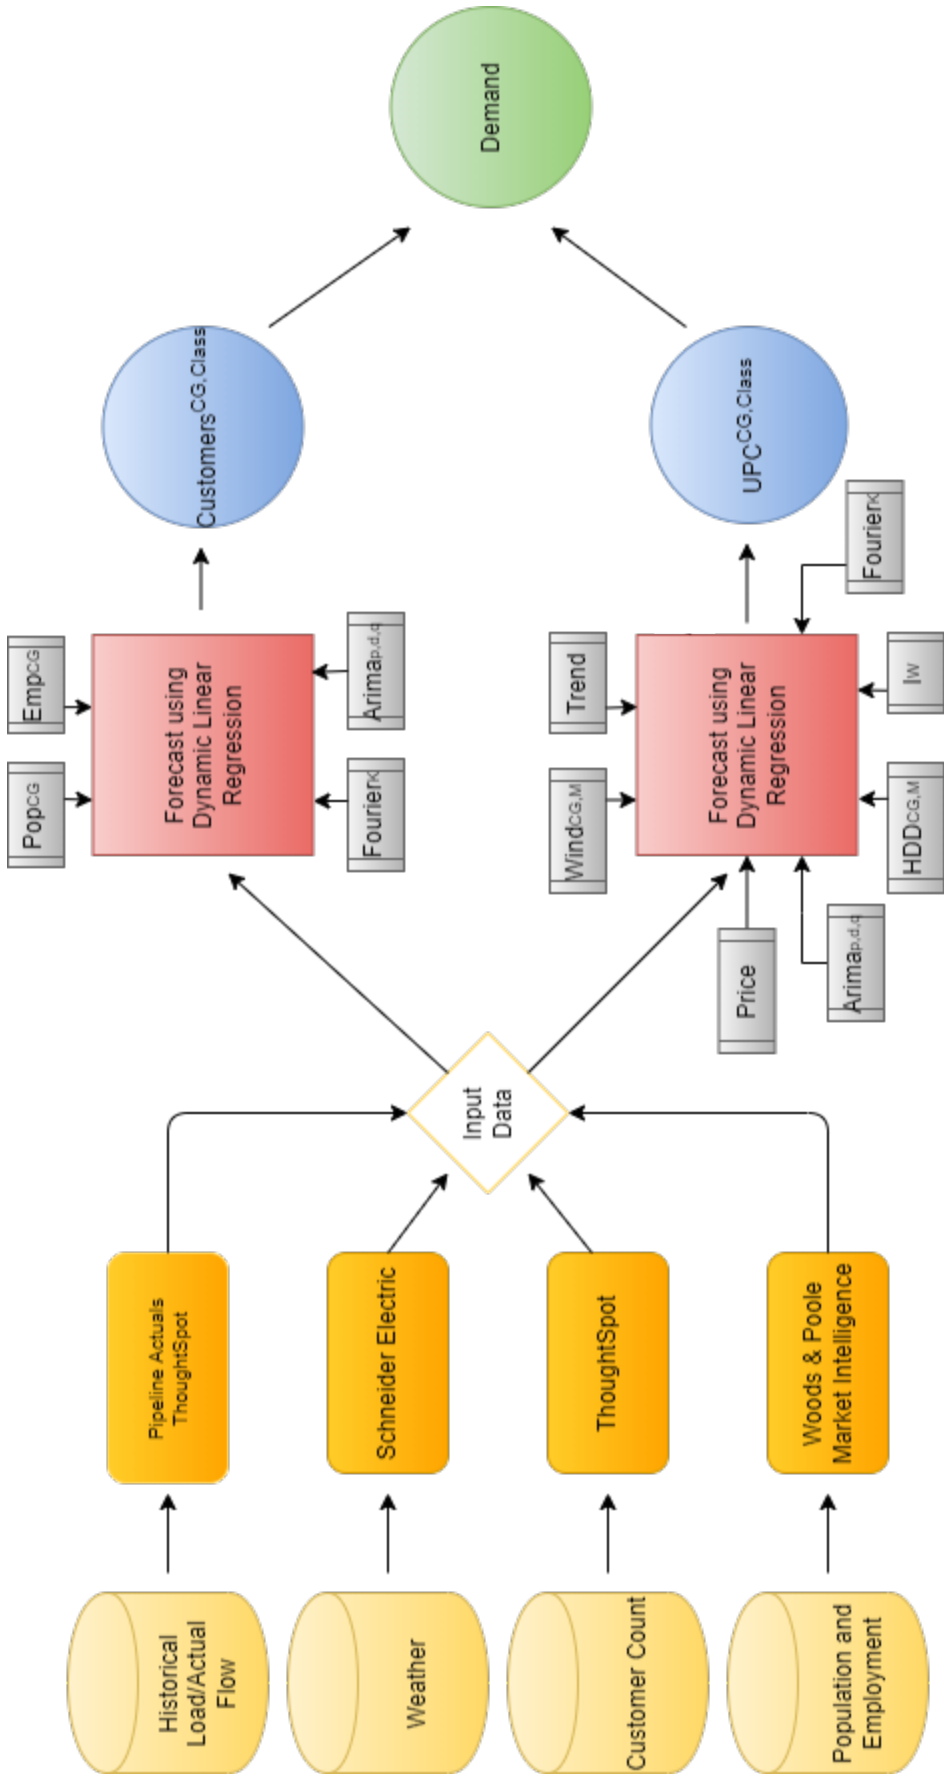 Historical
Load/Actual
Flow
Weather
Customer Count
Population and
Employment
Pipeline Actuals
ThoughtSpot
Schneider Electric
ThoughtSpot
Woods & Poole
Market Intelligence
Input
Data
PopCG
EmpCG
Forecast using
Dynamic Linear
Regression
FourierK
Arimap,d,q
CustomersCG,Class
WindCG,M
Trend
Price
Arimap,d,q
Forecast using
Dynamic Linear
Regression
HDDCG,M
IW
FourierK
UPCCG,Class
Demand